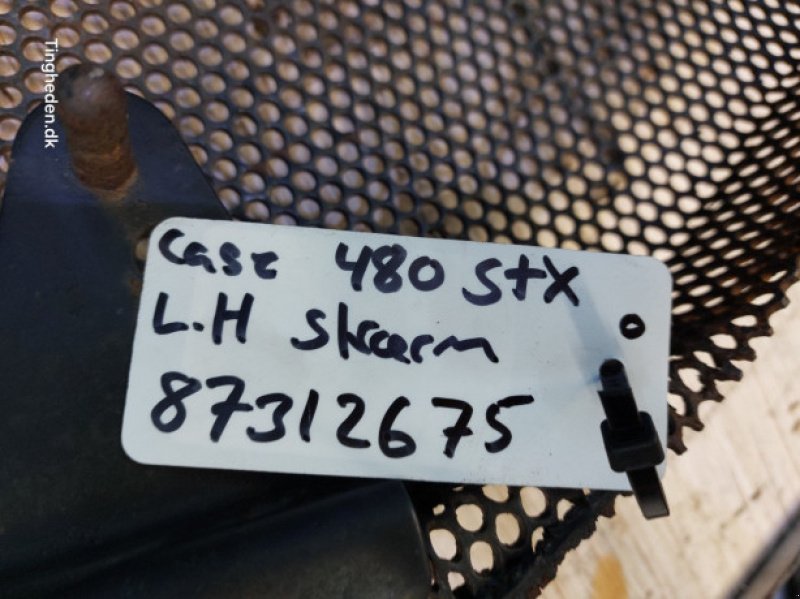 Tingheden.dk
Case 480 STX
L.H Skærm
87312675